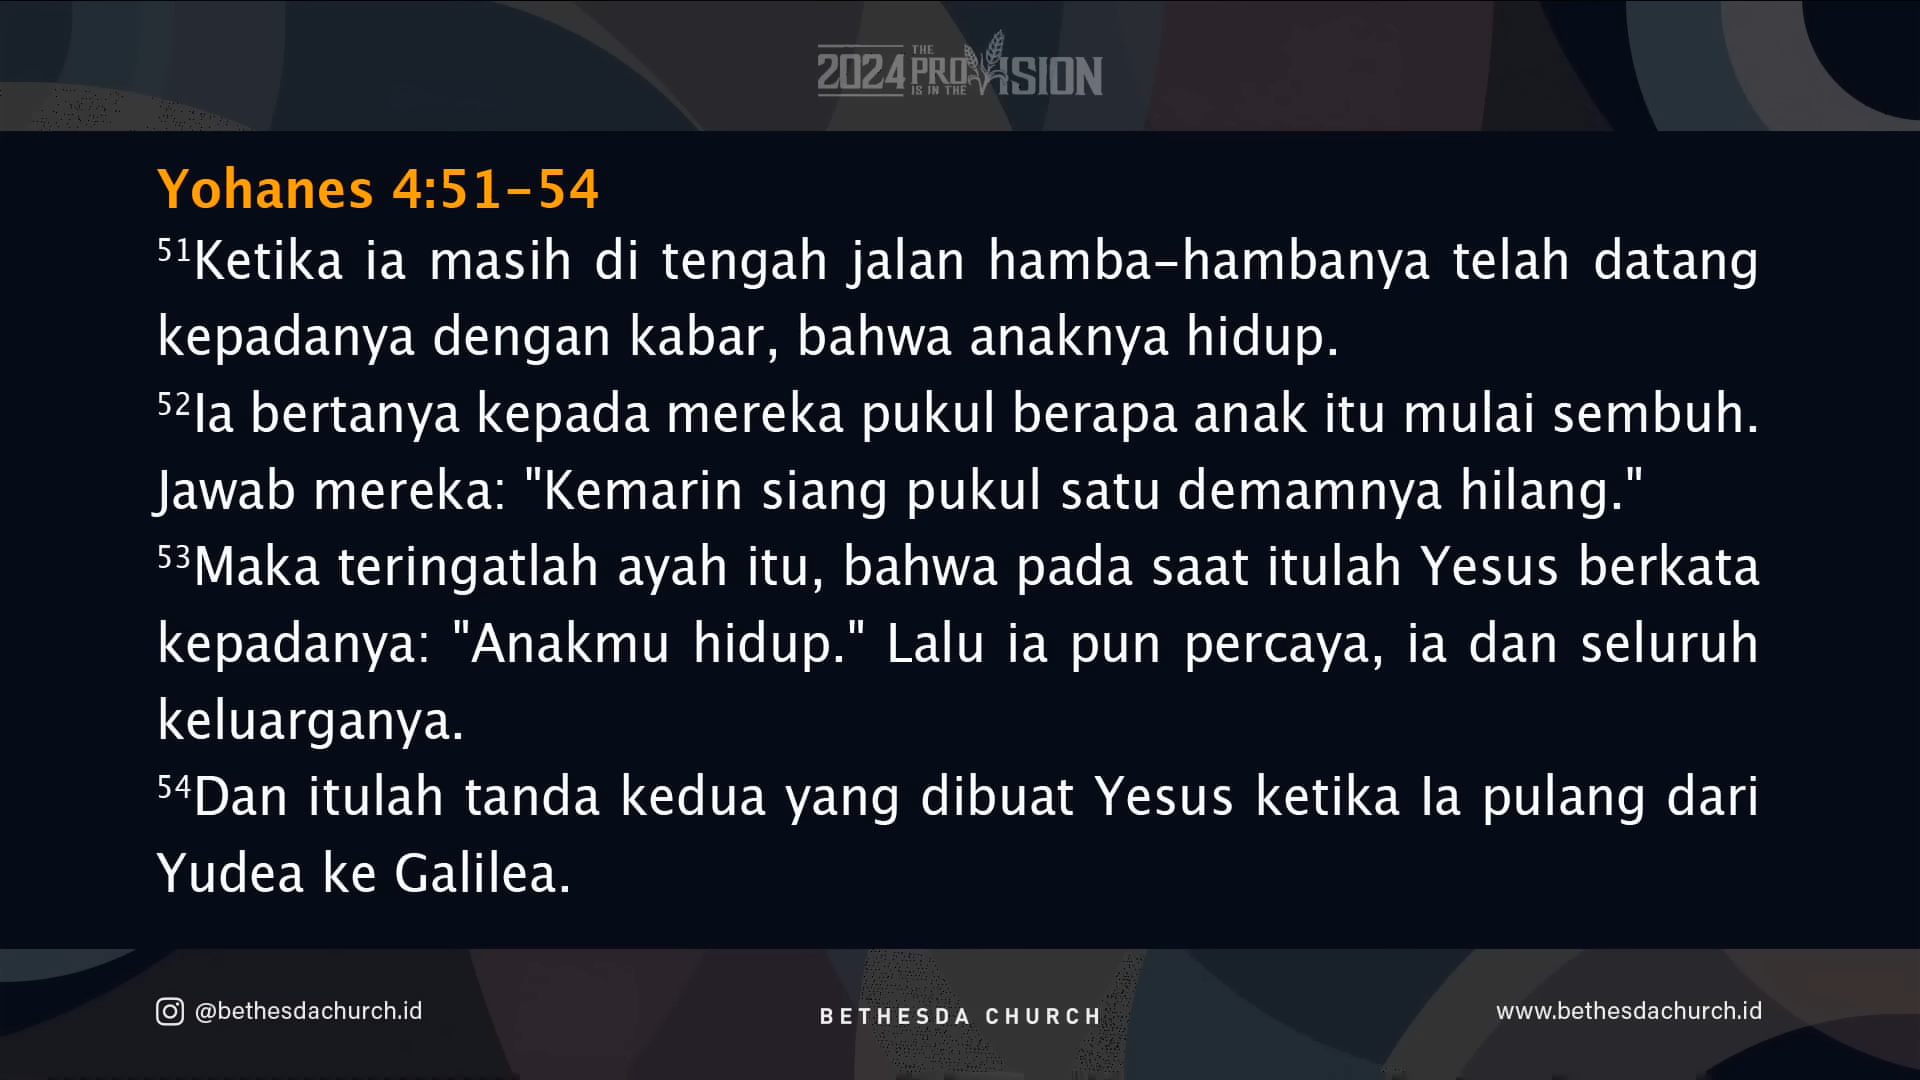 2024 THE PROVISION IS IN THE
Yohanes 4:51-54
51Ketika ia masih di tengah jalan hamba-hambanya telah datang
kepadanya dengan kabar, bahwa anaknya hidup.
52Ia bertanya kepada mereka pukul berapa anak itu mulai sembuh.
Jawab mereka: "Kemarin siang pukul satu demamnya hilang."
53Maka teringatlah ayah itu, bahwa pada saat itulah Yesus berkata
kepadanya: "Anakmu hidup." Lalu ia pun percaya, ia dan seluruh
keluarganya.
54Dan itulah tanda kedua yang dibuat Yesus ketika Ia pulang dari
Yudea ke Galilea.
@bethesdachurch.id
BETHESDA CHURCH
www.bethesdachurch.id